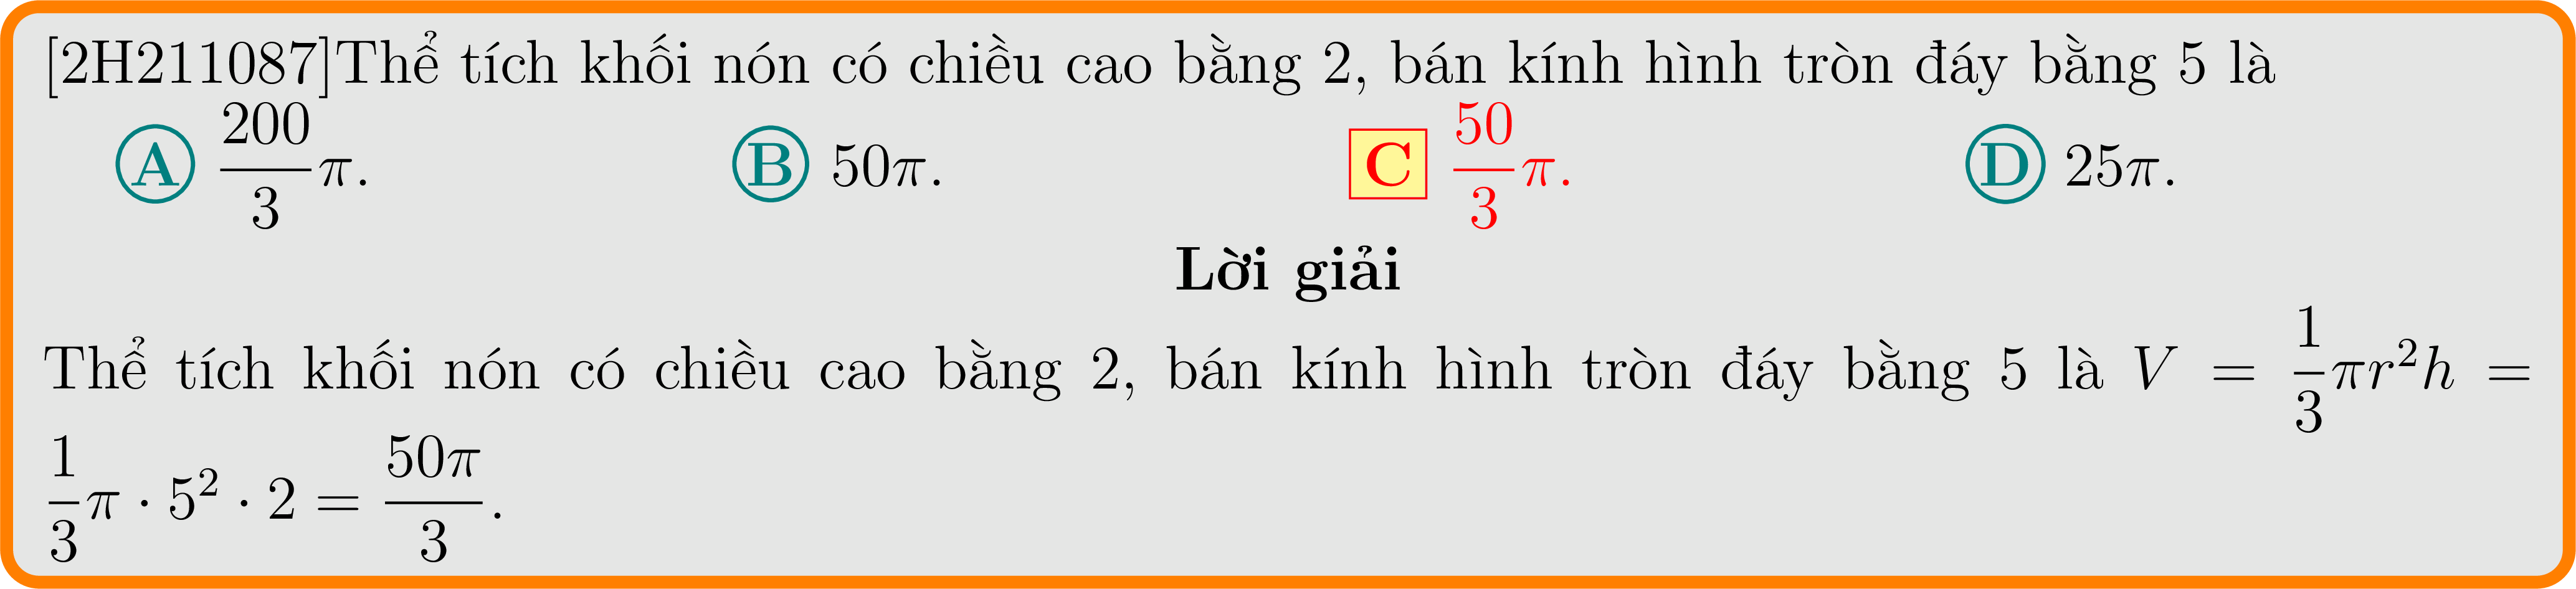 [2H211087]Thể tích khối nón có chiều cao bằng 2, bán kính hình tròn đáy bằng 5 là
A $\frac{200}{3}\pi$. B $50\pi$. C $\frac{50}{3}\pi$. D $25\pi$.
Lời giải
Thể tích khối nón có chiều cao bằng 2, bán kính hình tròn đáy bằng 5 là $V = \frac{1}{3}\pi r^2 h =$
$\frac{1}{3}\pi \cdot 5^2 \cdot 2 = \frac{50\pi}{3}$.